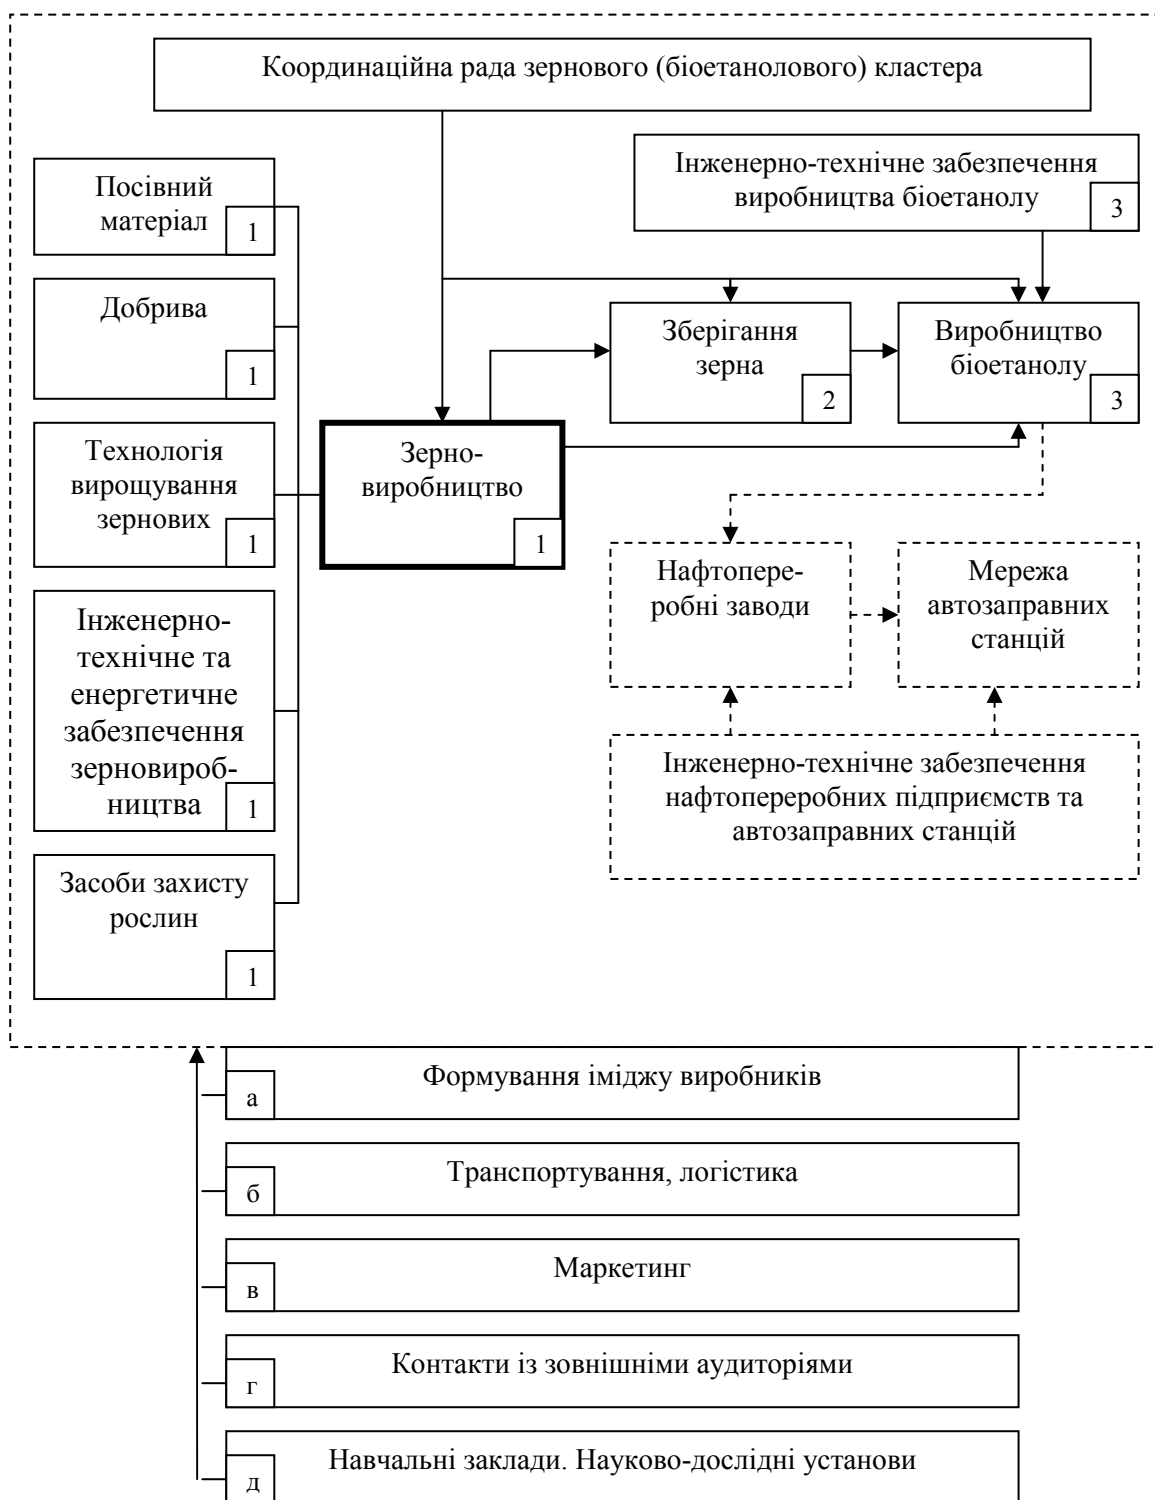 Координаційна рада зернового (біоетанолового) кластера
Інженерно-технічне забезпечення
виробництва біоетанолу
3
Посівний
матеріал
1
Добрива
1
Технологія
вирощування
зернових
1
Інженерно-
технічне та
енергетичне
забезпечення
зерновироб-
ництва
1
Засоби захисту
рослин
1
Зерно-
виробництво
1
Зберігання
зерна
2
Виробництво
біоетанолу
3
Нафтопере-
робні заводи
Мережа
автозаправних
станцій
Інженерно-технічне забезпечення
нафтопереробних підприємств та
автозаправних станцій
Формування іміджу виробників
а
Транспортування, логістика
б
Маркетинг
в
Контакти із зовнішніми аудиторіями
г
Навчальні заклади. Науково-дослідні установи
д